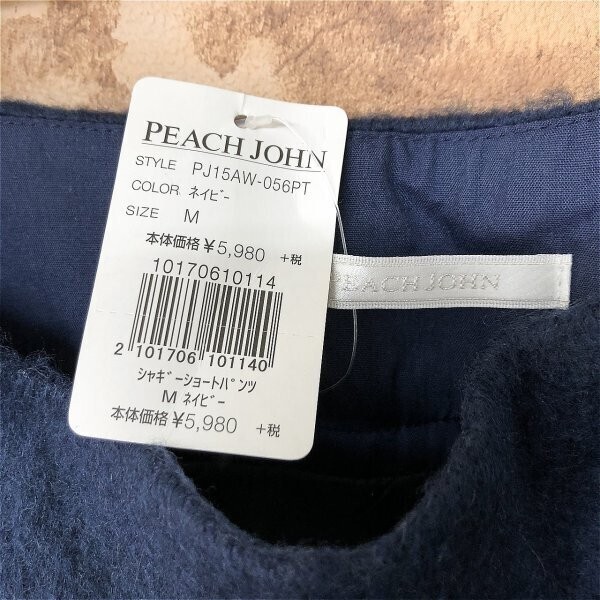 PEACH JOHN
STYLE PJ15AW-056PT
COLOR ﾈｲﾋﾞｰ
SIZE M
本体価格￥5,980 +税
10170610114
2 101706 101140
ｼｬｷﾞｰｼｮｰﾄﾊﾟﾝﾂ
M ﾈｲﾋﾞｰ
本体価格￥5,980 +税
PEACH JOHN